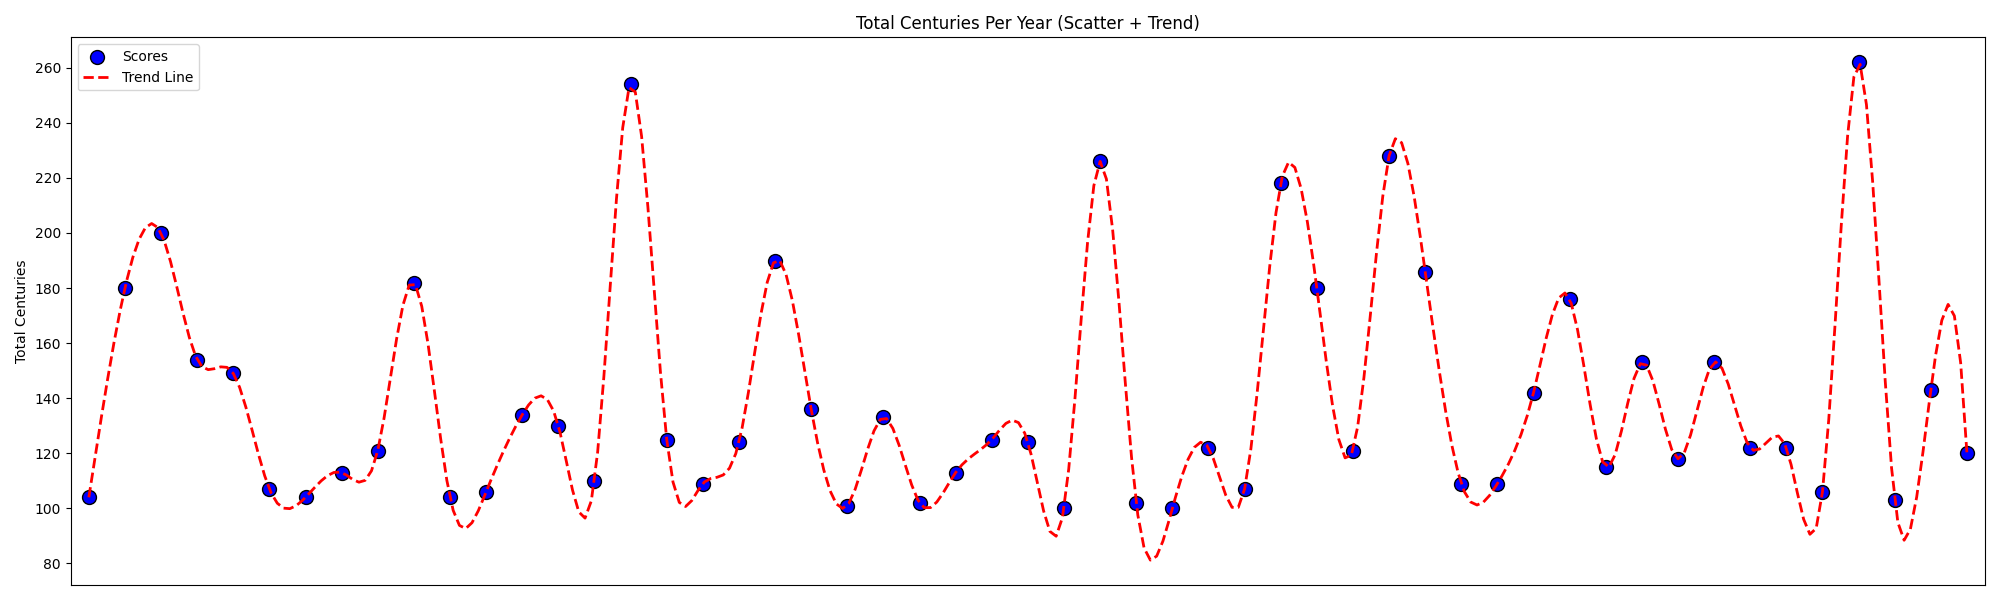 Total Centuries Per Year (Scatter + Trend)
Scores
Trend Line
Total Centuries
260
240
220
200
180
160
140
120
100
80